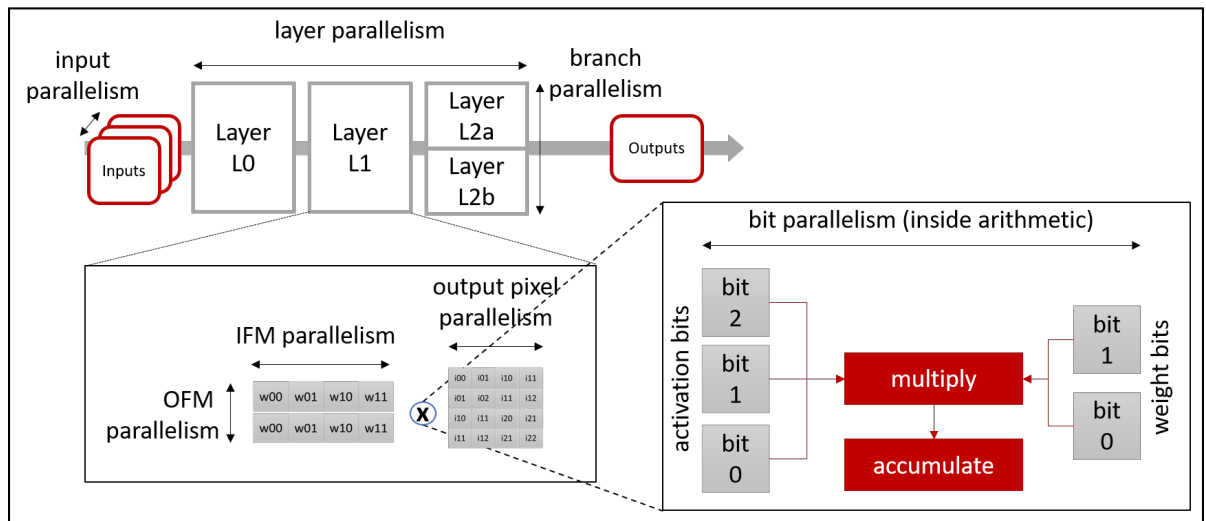 layer parallelism
input
parallelism
branch
parallelism
Layer
L0
Layer
L1
Layer
L2a
Layer
L2b
Inputs
Outputs
bit parallelism (inside arithmetic)
output pixel
parallelism
IFM parallelism
OFM
parallelism
w00 w01 w10 w11
w00 w01 w10 w11
X
i00 i01 i10 i11
i01 i02 i11 i12
i10 i11 i20 i21
i11 i12 i21 i22
activation bits
bit
2
bit
1
bit
0
multiply
accumulate
bit
1
bit
0
weight bits